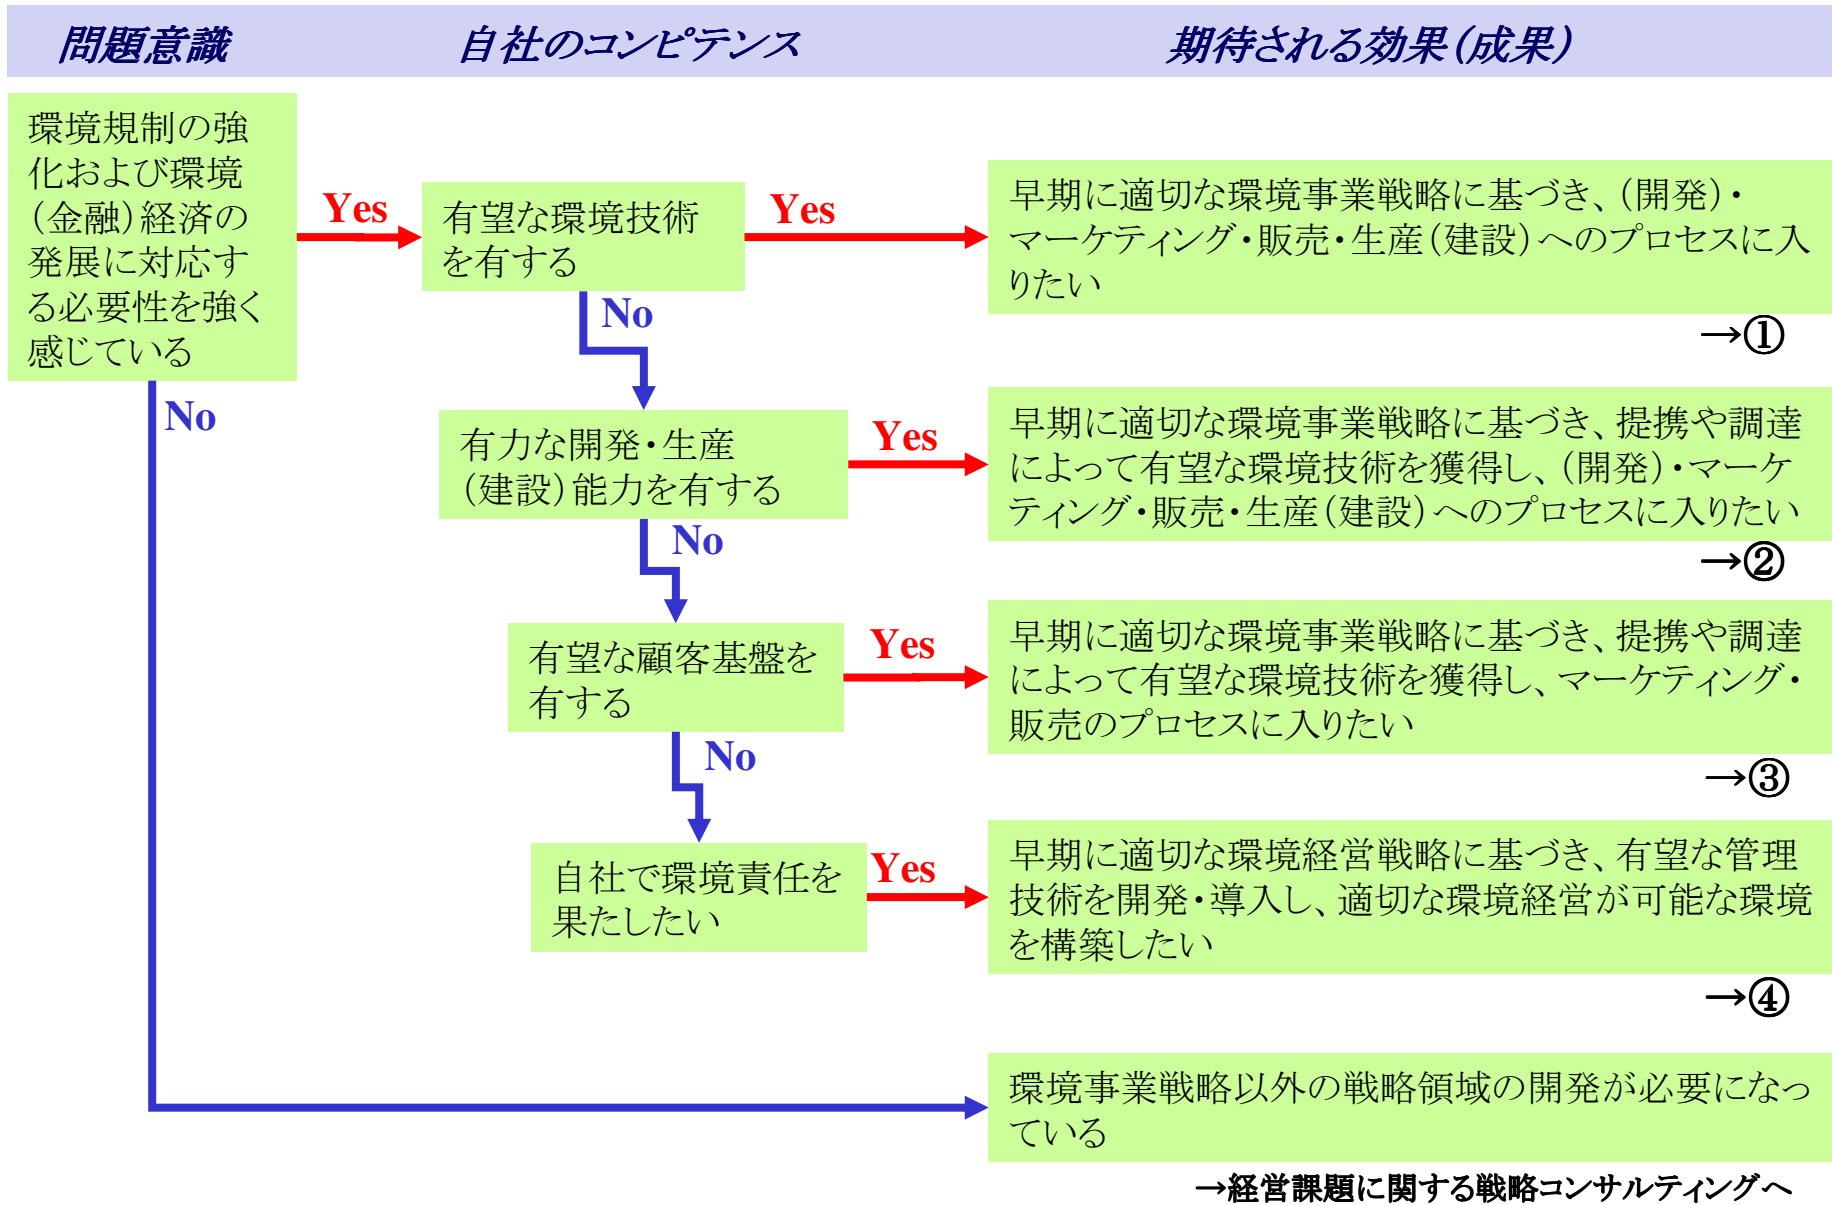 問題意識
自社のコンピテンス
期待される効果（成果）
環境規制の強
化および環境
（金融）経済の
発展に対応す
る必要性を強く
感じている
Yes
有望な環境技術
を有する
Yes
早期に適切な環境事業戦略に基づき、（開発）・
マーケティング・販売・生産（建設）へのプロセスに入
りたい
→①
No
No
有力な開発・生産
（建設）能力を有する
Yes
早期に適切な環境事業戦略に基づき、提携や調達
によって有望な環境技術を獲得し、（開発）・マーケ
ティング・販売・生産（建設）へのプロセスに入りたい
→②
No
有望な顧客基盤を
有する
Yes
早期に適切な環境事業戦略に基づき、提携や調達
によって有望な環境技術を獲得し、マーケティング・
販売のプロセスに入りたい
→③
No
自社で環境責任を
果たしたい
Yes
早期に適切な環境経営戦略に基づき、有望な管理
技術を開発・導入し、適切な環境経営が可能な環境
を構築したい
→④
環境事業戦略以外の戦略領域の開発が必要になっ
ている
→経営課題に関する戦略コンサルティングへ